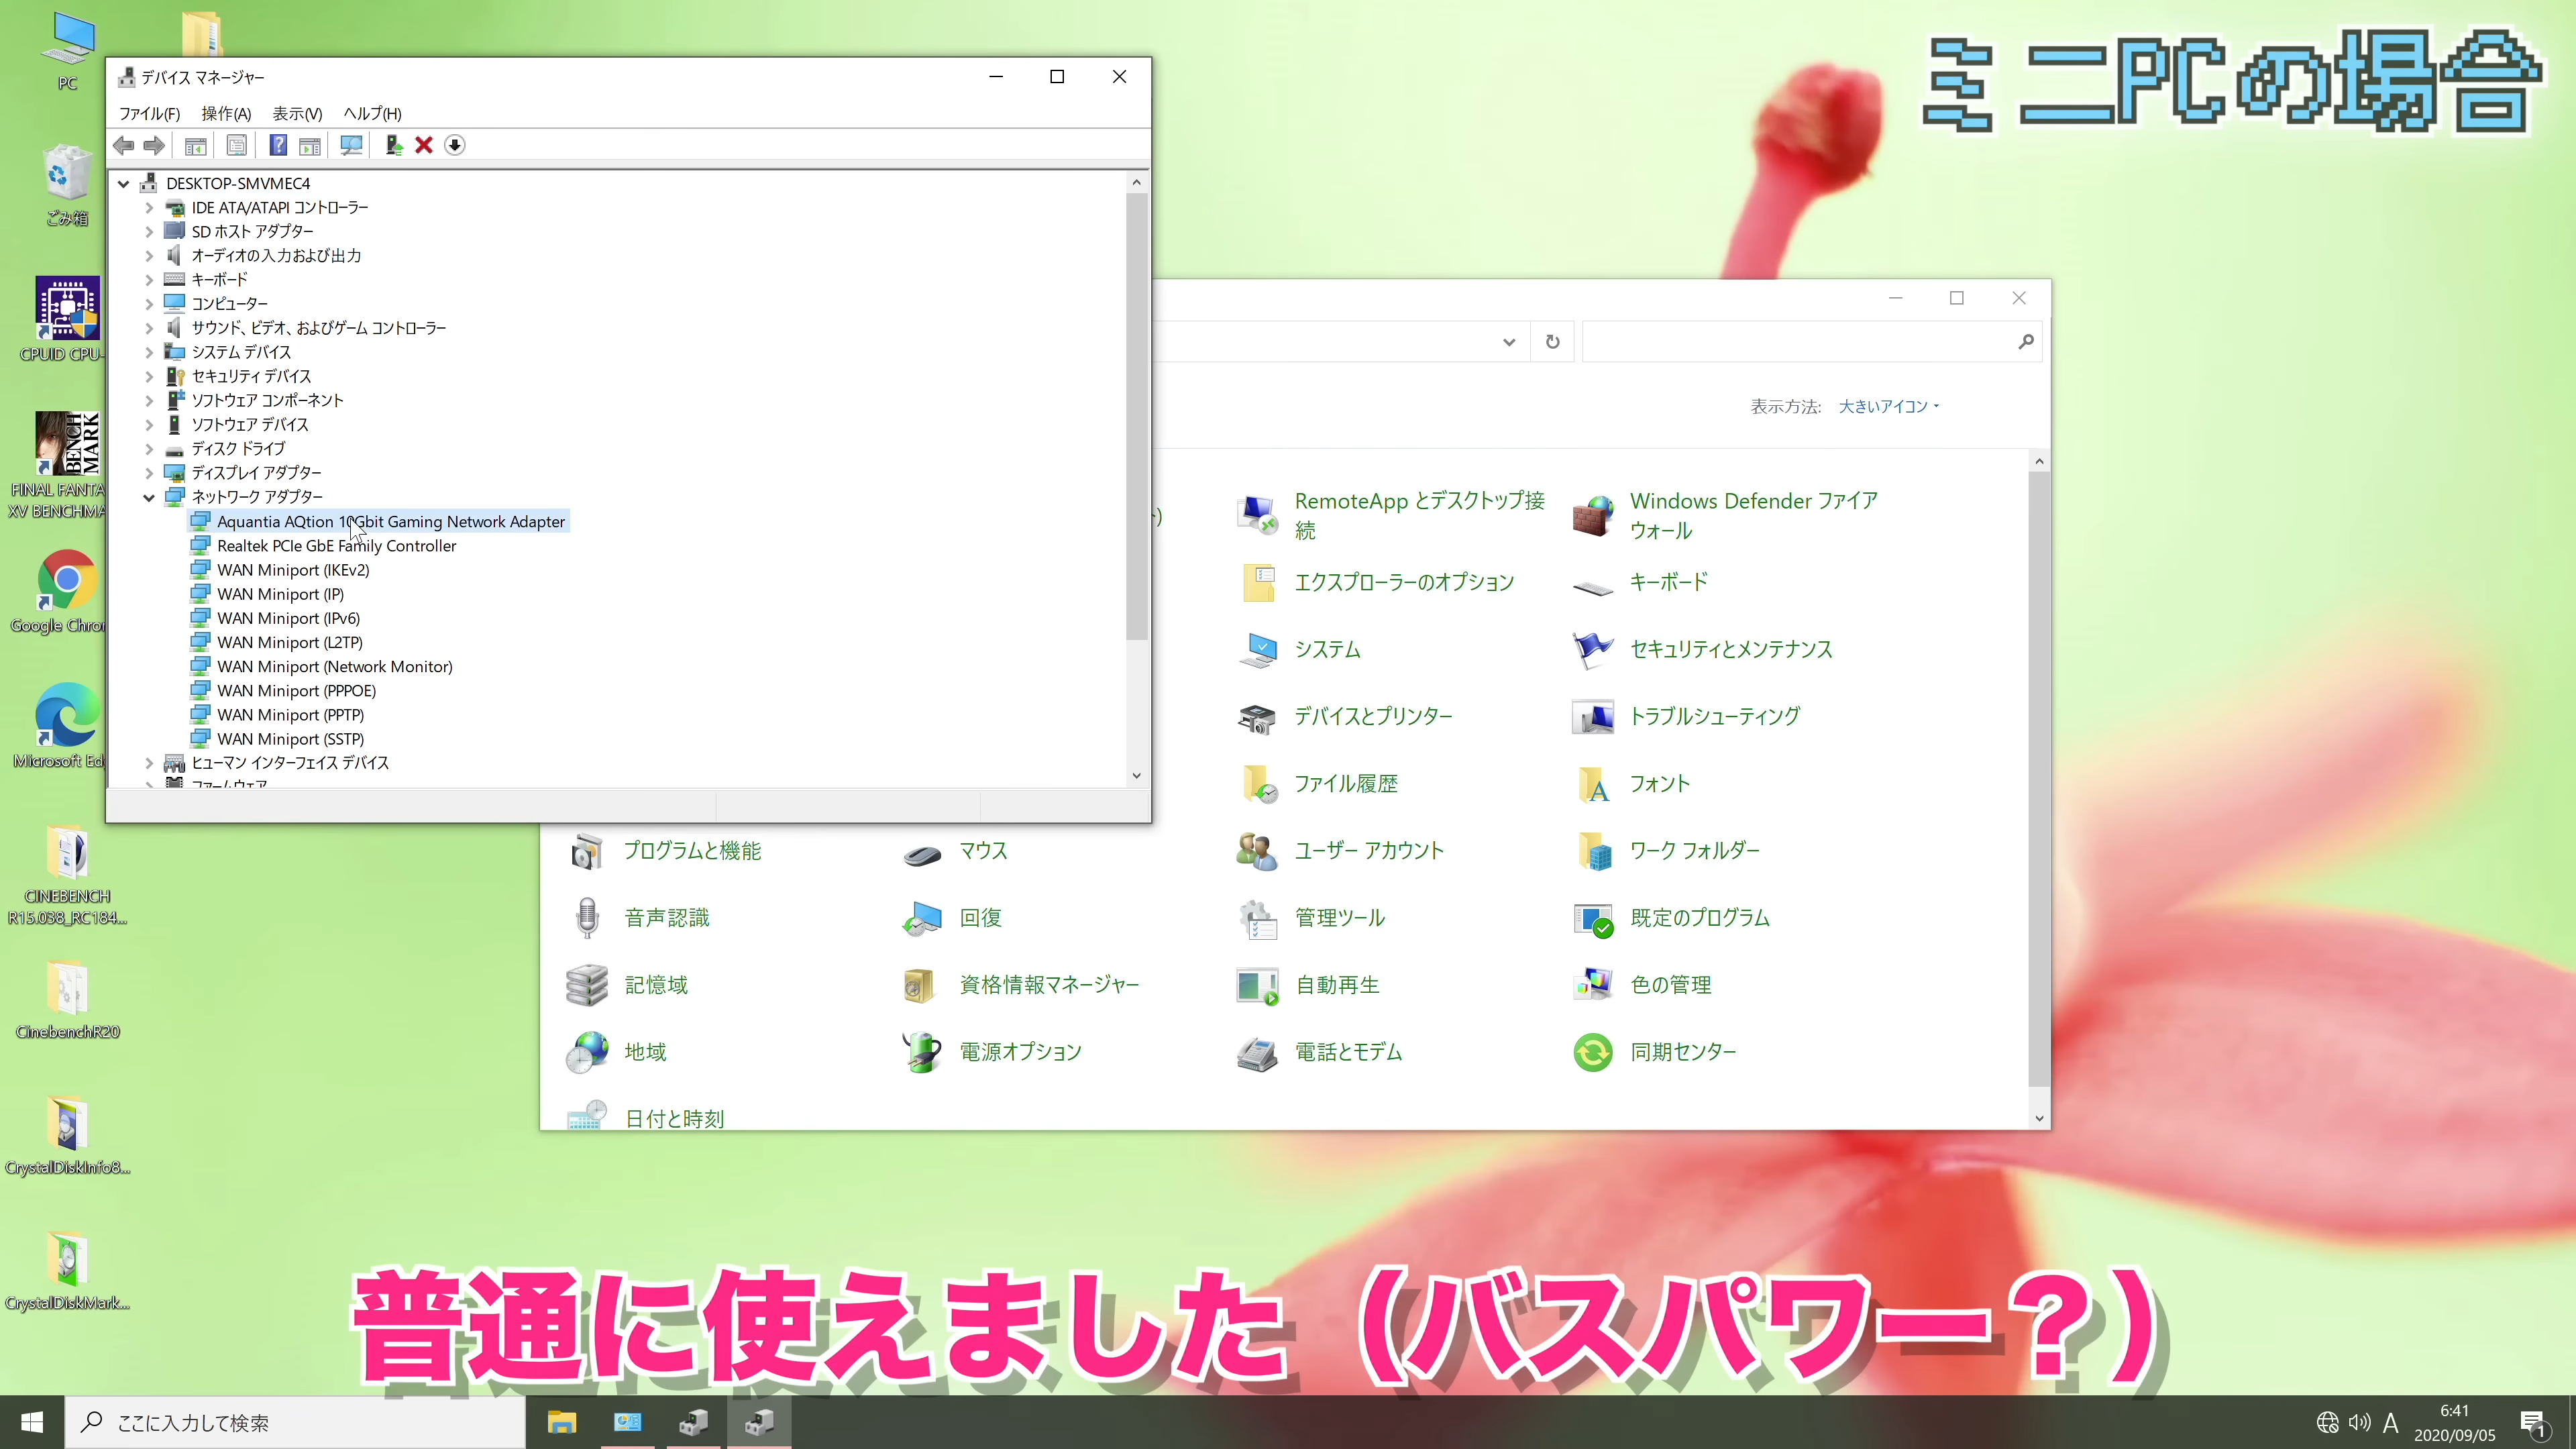 ミニPCの場合
PC
ごみ箱
CPUID CPU-
FINAL FANTA
XV BENCHMA
BENCH
MARK
Google Chro
Microsoft Ed
CINEBENCH
R15.038_RC184...
CinebenchR20
CrystalDiskInfo8...
CrystalDiskMark...
デバイス マネージャー
ファイル(F)
操作(A)
表示(V)
ヘルプ(H)
DESKTOP-SMVMEC4
IDE ATA/ATAPI コントローラー
SD ホスト アダプター
オーディオの入力および出力
キーボード
コンピューター
サウンド、ビデオ、およびゲーム コントローラー
システム デバイス
セキュリティ デバイス
ソフトウェア コンポーネント
ソフトウェア デバイス
ディスク ドライブ
ディスプレイ アダプター
ネットワーク アダプター
Aquantia AQtion 10Gbit Gaming Network Adapter
Realtek PCIe GbE Family Controller
WAN Miniport (IKEv2)
WAN Miniport (IP)
WAN Miniport (IPv6)
WAN Miniport (L2TP)
WAN Miniport (Network Monitor)
WAN Miniport (PPPOE)
WAN Miniport (PPTP)
WAN Miniport (SSTP)
ヒューマン インターフェイス デバイス
ファームウェア
表示方法:
大きいアイコン
RemoteApp とデスクトップ接
続
Windows Defender ファイア
ウォール
エクスプローラーのオプション
キーボード
システム
セキュリティとメンテナンス
デバイスとプリンター
トラブルシューティング
ファイル履歴
フォント
プログラムと機能
マウス
ユーザー アカウント
ワーク フォルダー
音声認識
回復
管理ツール
既定のプログラム
記憶域
資格情報マネージャー
自動再生
色の管理
地域
電源オプション
電話とモデム
同期センター
日付と時刻
普通に使えました（バスパワー？）
ここに入力して検索
A
6:41
2020/09/05
1